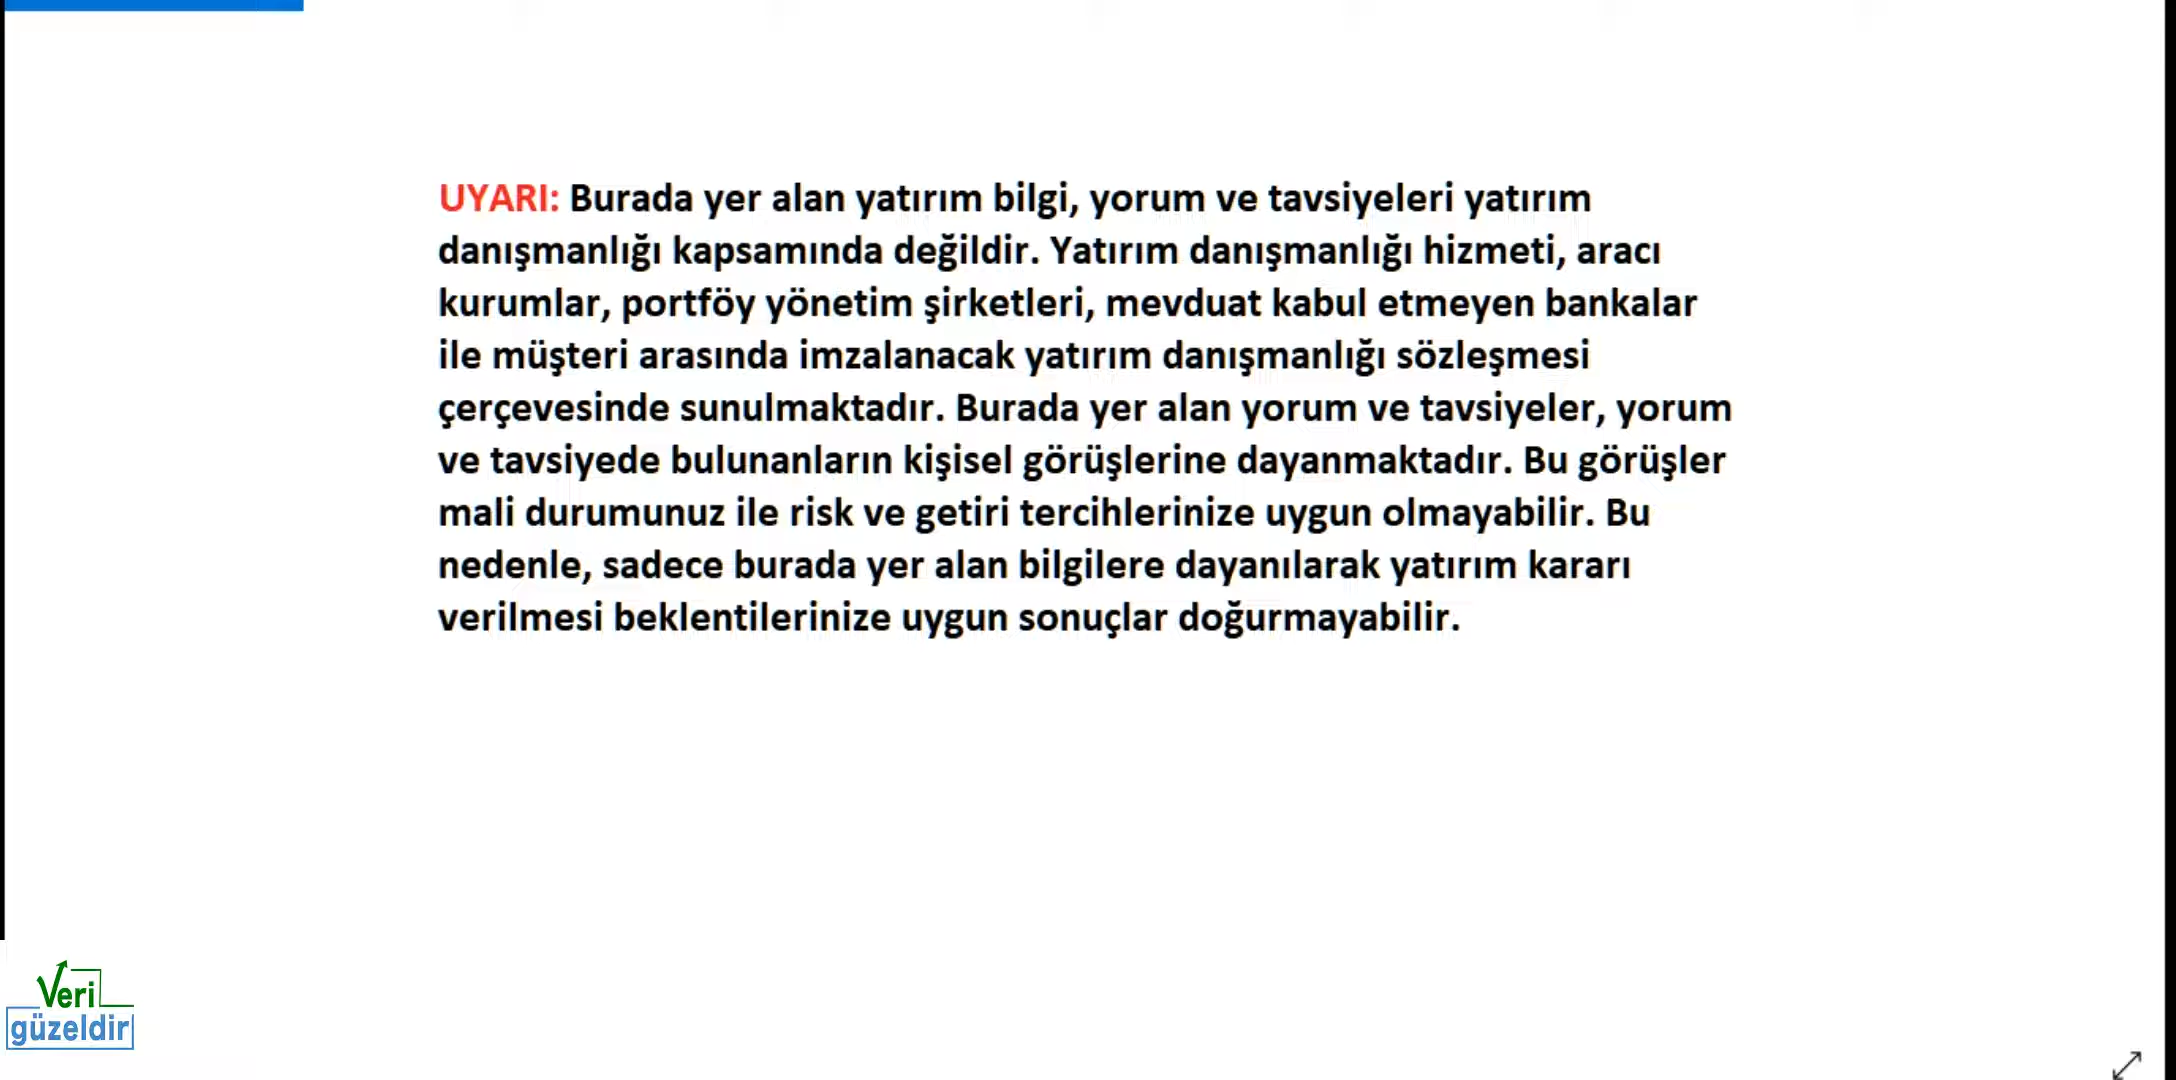 UYARI: Burada yer alan yatırım bilgi, yorum ve tavsiyeleri yatırım
danışmanlığı kapsamında değildir. Yatırım danışmanlığı hizmeti, aracı
kurumlar, portföy yönetim şirketleri, mevduat kabul etmeyen bankalar
ile müşteri arasında imzalanacak yatırım danışmanlığı sözleşmesi
çerçevesinde sunulmaktadır. Burada yer alan yorum ve tavsiyeler, yorum
ve tavsiyede bulunanların kişisel görüşlerine dayanmaktadır. Bu görüşler
mali durumunuz ile risk ve getiri tercihlerinize uygun olmayabilir. Bu
nedenle, sadece burada yer alan bilgilere dayanılarak yatırım kararı
verilmesi beklentilerinize uygun sonuçlar doğurmayabilir.
Veri
güzeldir